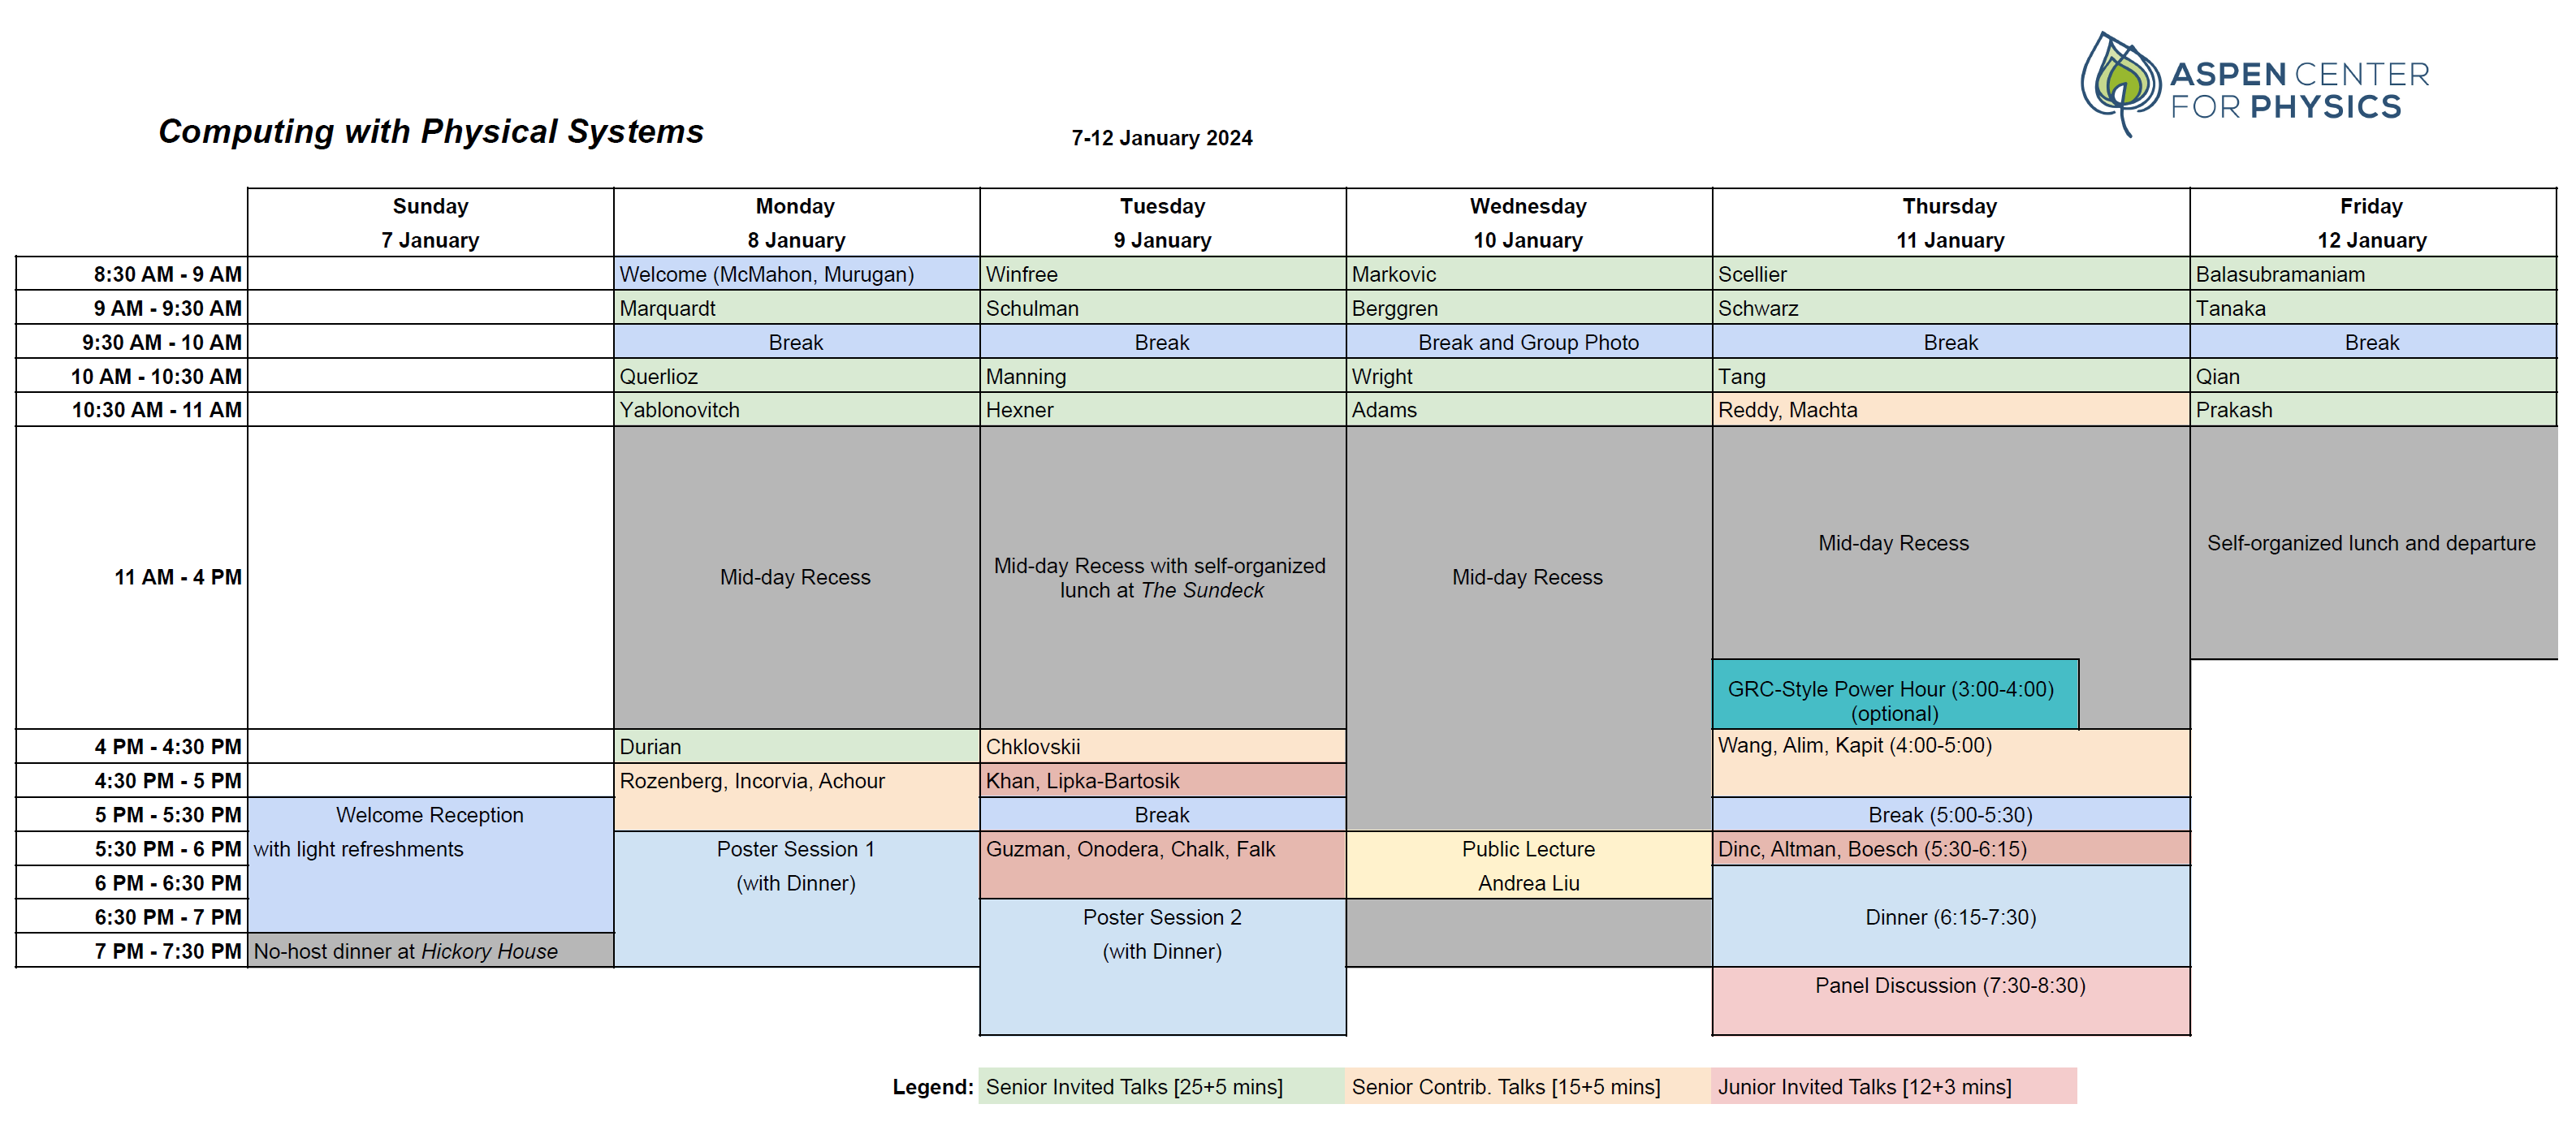 ASPEN CENTER
FOR PHYSICS
Computing with Physical Systems
7-12 January 2024
Sunday
Monday
Tuesday
Wednesday
Thursday
Friday
7 January
8 January
9 January
10 January
11 January
12 January
8:30 AM - 9 AM
Welcome (McMahon, Murugan)
Winfree
Markovic
Scellier
Balasubramaniam
9 AM - 9:30 AM
Marquardt
Schulman
Berggren
Schwarz
Tanaka
9:30 AM - 10 AM
Break
Break
Break and Group Photo
Break
Break
10 AM - 10:30 AM
Querlioz
Manning
Wright
Tang
Qian
10:30 AM - 11 AM
Yablonovitch
Hexner
Adams
Reddy, Machta
Prakash
11 AM - 4 PM
Mid-day Recess
Mid-day Recess with self-organized
lunch at The Sundeck
Mid-day Recess
Mid-day Recess
Self-organized lunch and departure
GRC-Style Power Hour (3:00-4:00)
(optional)
4 PM - 4:30 PM
Durian
Chklovskii
Wang, Alim, Kapit (4:00-5:00)
4:30 PM - 5 PM
Rozenberg, Incorvia, Achour
Khan, Lipka-Bartosik
5 PM - 5:30 PM
Welcome Reception
Break
Break (5:00-5:30)
5:30 PM - 6 PM
with light refreshments
Poster Session 1
Guzman, Onodera, Chalk, Falk
Public Lecture
Dinc, Altman, Boesch (5:30-6:15)
6 PM - 6:30 PM
(with Dinner)
Andrea Liu
6:30 PM - 7 PM
Poster Session 2
Dinner (6:15-7:30)
7 PM - 7:30 PM
No-host dinner at Hickory House
(with Dinner)
Panel Discussion (7:30-8:30)
Legend:
Senior Invited Talks [25+5 mins]
Senior Contrib. Talks [15+5 mins]
Junior Invited Talks [12+3 mins]